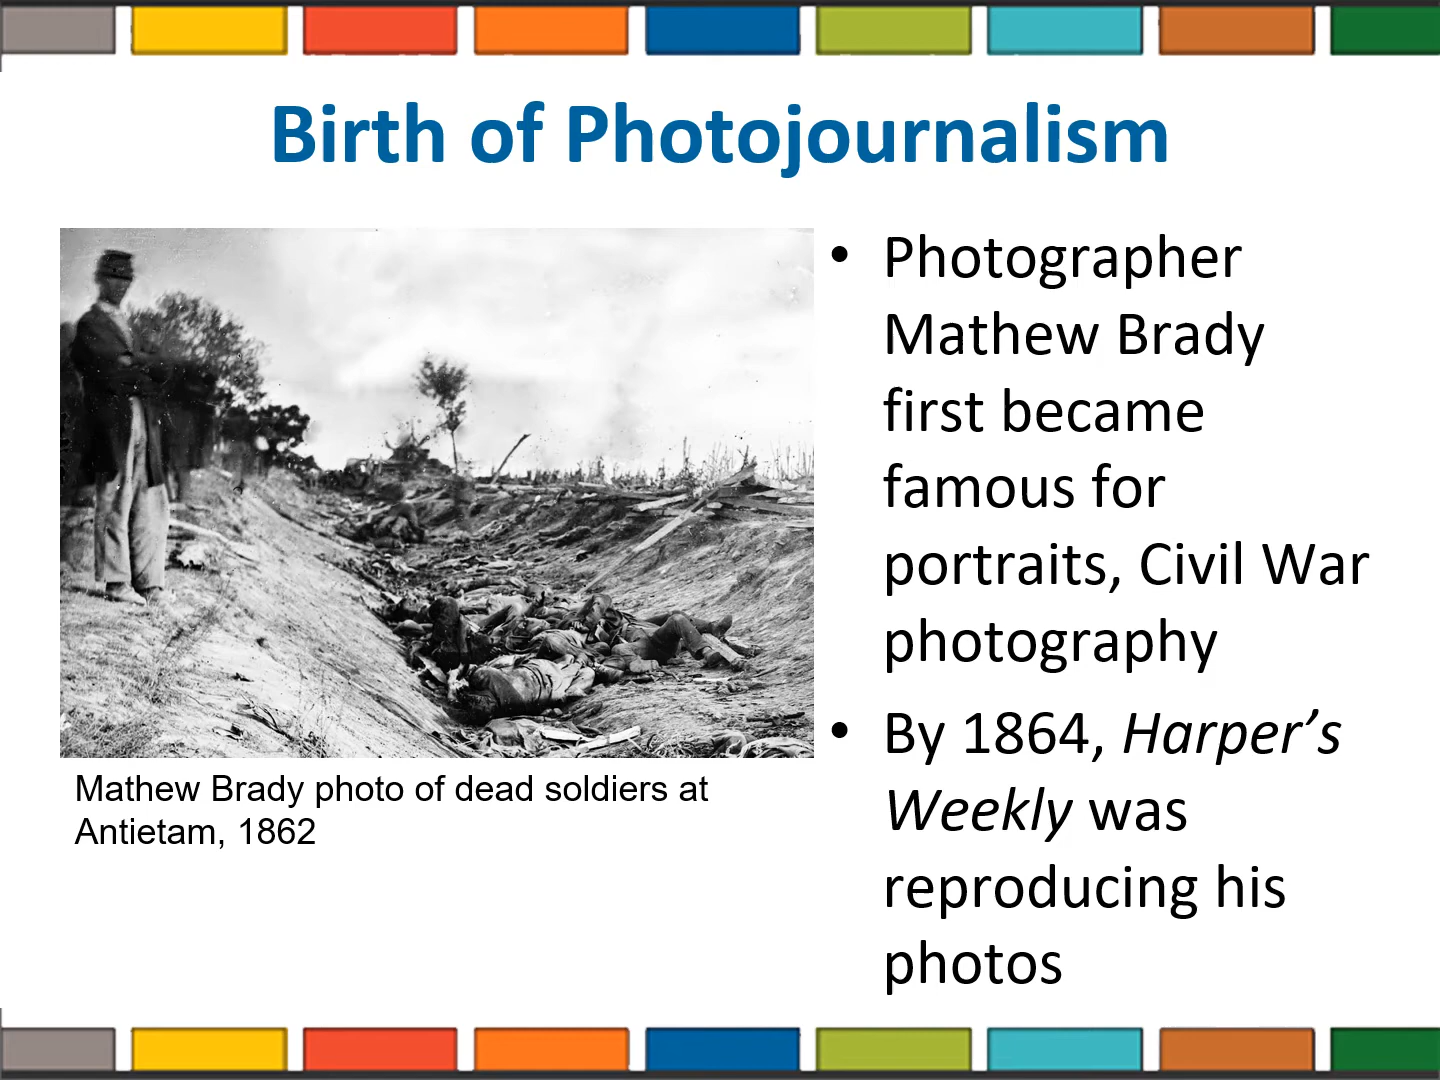 Birth of Photojournalism
Mathew Brady photo of dead soldiers at
Antietam, 1862
• Photographer
Mathew Brady
first became
famous for
portraits, Civil War
photography
• By 1864, Harper’s
Weekly was
reproducing his
photos